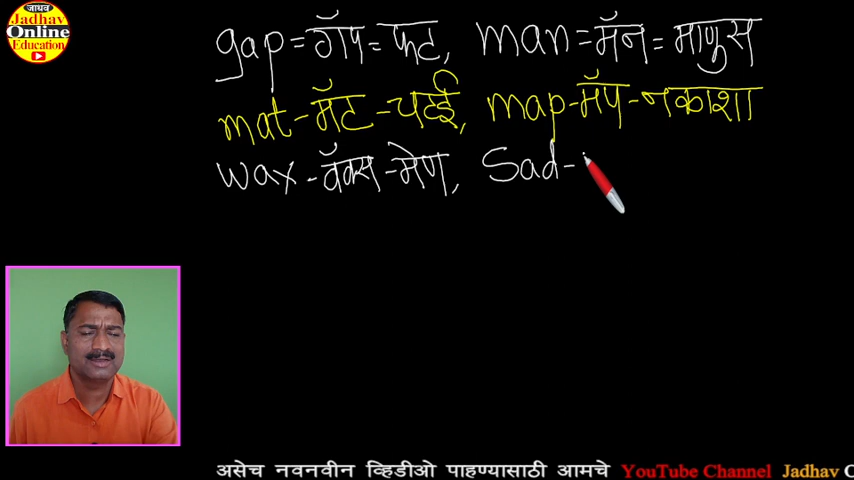 जाधव
Jadhav
Online
Education
gap=गॅप=फट, man=मॅन=माणुस
mat-मॅट-चटई, map-मॅप-नकाशा
wax-वॅक्स-मेण, Sad-
असेच नवनवीन व्हिडीओ पाहण्यासाठी आमचे YouTube Channel Jadhav O